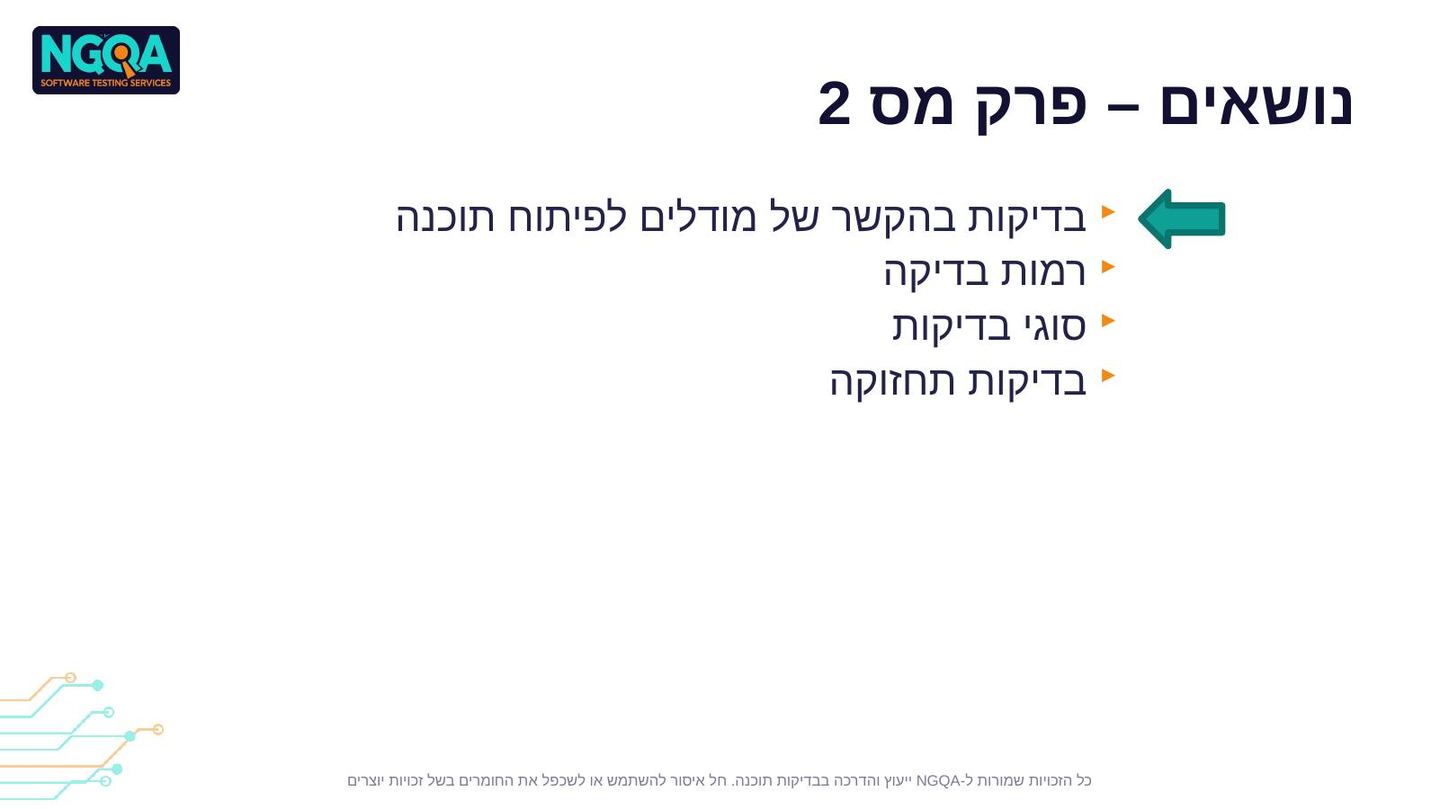 NGQA
SOFTWARE TESTING SERVICES
נושאים – פרק מס 2
בדיקות בהקשר של מודלים לפיתוח תוכנה
רמות בדיקה
סוגי בדיקות
בדיקות תחזוקה
כל הזכויות שמורות ל-NGQA ייעוץ והדרכה בבדיקות תוכנה. חל איסור להשתמש או לשכפל את החומרים בשל זכויות יוצרים